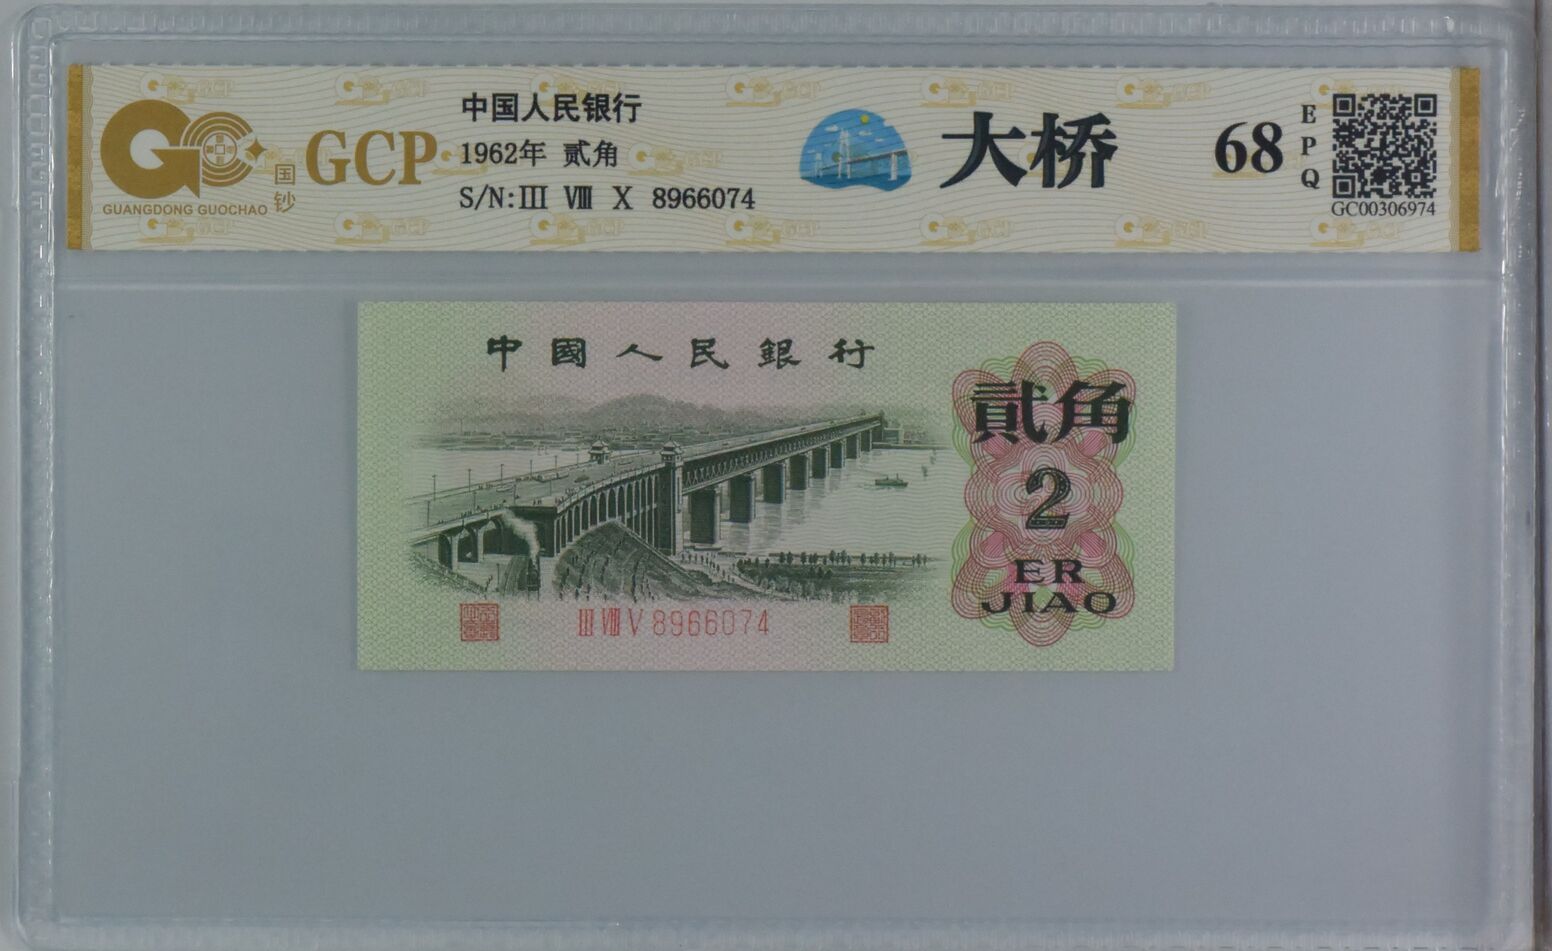 GCP
国钞
GUANGDONG GUOCHAO
中国人民银行
1962年 贰角
S/N:III VIII X 8966074
大桥
68
EPQ
GC00306974
中國人民銀行
貳角
2
ER
JIAO
III VIII V 8966074